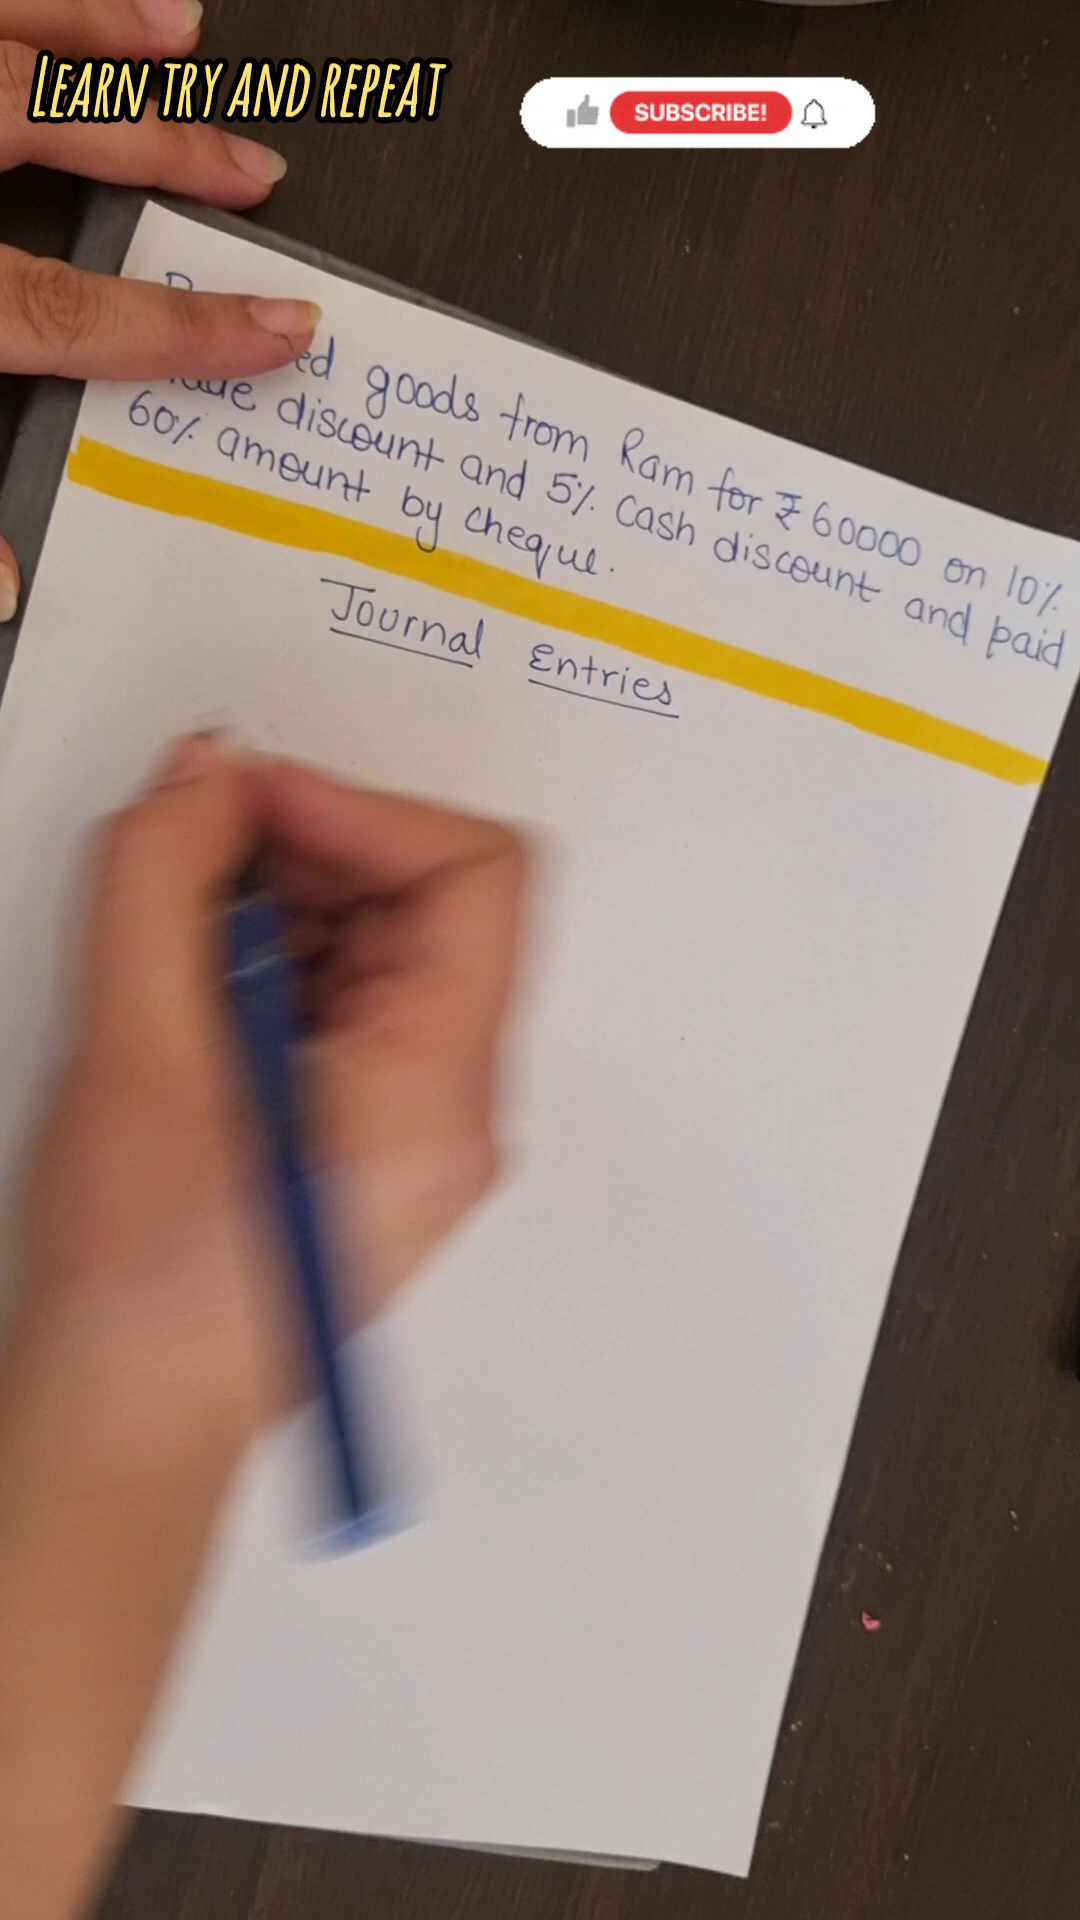 LEARN TRY AND REPEAT
SUBSCRIBE!
goods from Ram for ₹60000 on 10%
discount and 5% Cash discount and paid
60% amount by cheque.
Journal Entries